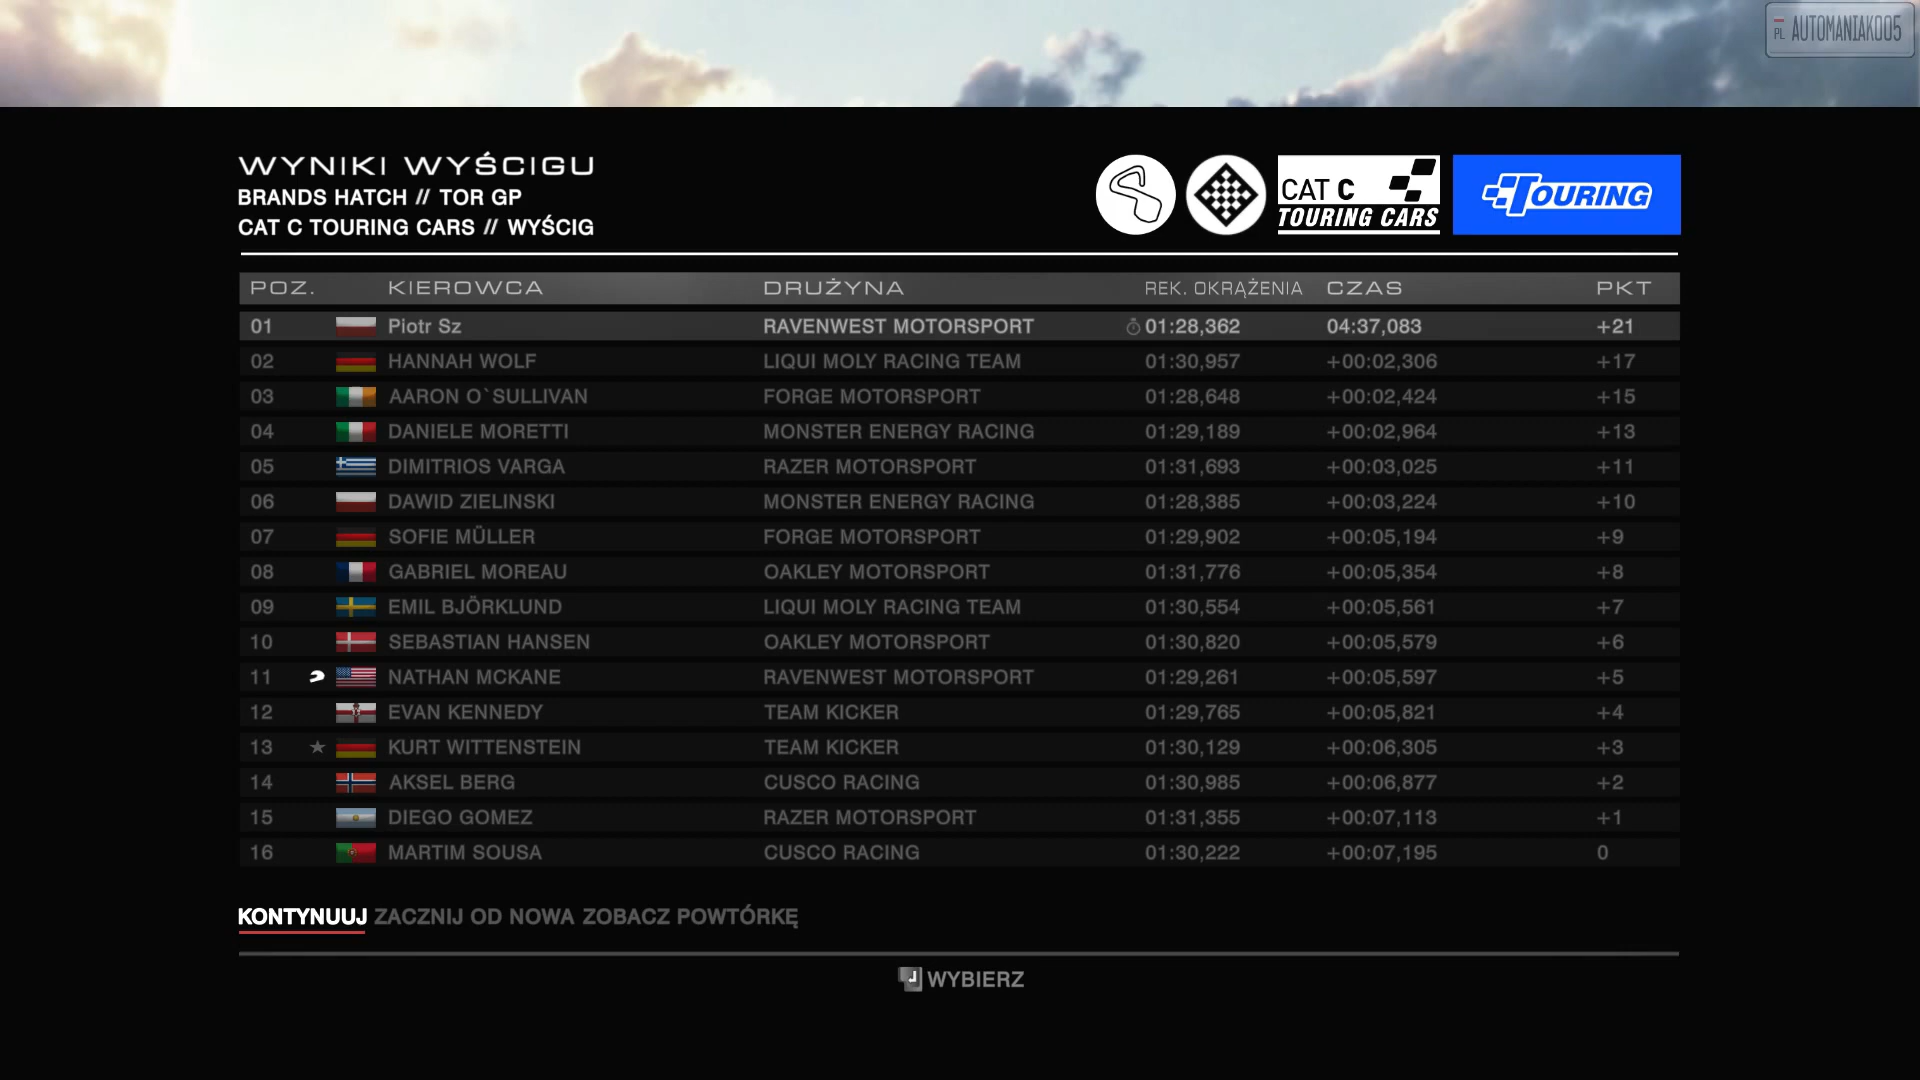 PL AUTOMANIAK005
WYNIKI WYŚCIGU
BRANDS HATCH // TOR GP
CAT C TOURING CARS // WYŚCIG
CAT C
TOURING CARS
TOURING
POZ. KIEROWCA DRUŻYNA REK. OKRĄŻENIA CZAS PKT
01 Piotr Sz RAVENWEST MOTORSPORT 01:28,362 04:37,083 +21
02 HANNAH WOLF LIQUI MOLY RACING TEAM 01:30,957 +00:02,306 +17
03 AARON O`SULLIVAN FORGE MOTORSPORT 01:28,648 +00:02,424 +15
04 DANIELE MORETTI MONSTER ENERGY RACING 01:29,189 +00:02,964 +13
05 DIMITRIOS VARGA RAZER MOTORSPORT 01:31,693 +00:03,025 +11
06 DAWID ZIELINSKI MONSTER ENERGY RACING 01:28,385 +00:03,224 +10
07 SOFIE MÜLLER FORGE MOTORSPORT 01:29,902 +00:05,194 +9
08 GABRIEL MOREAU OAKLEY MOTORSPORT 01:31,776 +00:05,354 +8
09 EMIL BJÖRKLUND LIQUI MOLY RACING TEAM 01:30,554 +00:05,561 +7
10 SEBASTIAN HANSEN OAKLEY MOTORSPORT 01:30,820 +00:05,579 +6
11 NATHAN MCKANE RAVENWEST MOTORSPORT 01:29,261 +00:05,597 +5
12 EVAN KENNEDY TEAM KICKER 01:29,765 +00:05,821 +4
13 KURT WITTENSTEIN TEAM KICKER 01:30,129 +00:06,305 +3
14 AKSEL BERG CUSCO RACING 01:30,985 +00:06,877 +2
15 DIEGO GOMEZ RAZER MOTORSPORT 01:31,355 +00:07,113 +1
16 MARTIM SOUSA CUSCO RACING 01:30,222 +00:07,195 0
KONTYNUUJ ZACZNIJ OD NOWA ZOBACZ POWTÓRKĘ
WYBIERZ